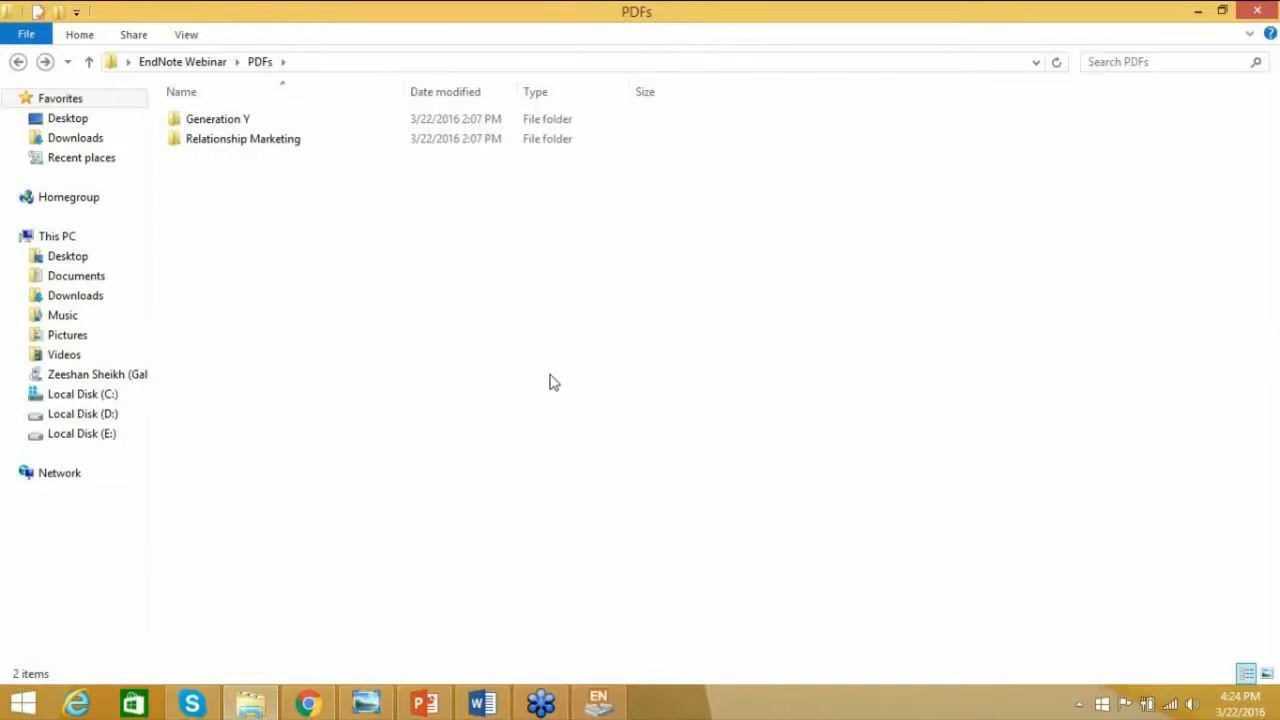 PDFs
File Home Share View
EndNote Webinar PDFs Search PDFs
Name Date modified Type Size
Favorites
Desktop
Downloads
Recent places
Homegroup
This PC
Desktop
Documents
Downloads
Music
Pictures
Videos
Zeeshan Sheikh (Gal
Local Disk (C:)
Local Disk (D:)
Local Disk (E:)
Network
Generation Y 3/22/2016 2:07 PM File folder
Relationship Marketing 3/22/2016 2:07 PM File folder
2 items
EN
4:24 PM
3/22/2016